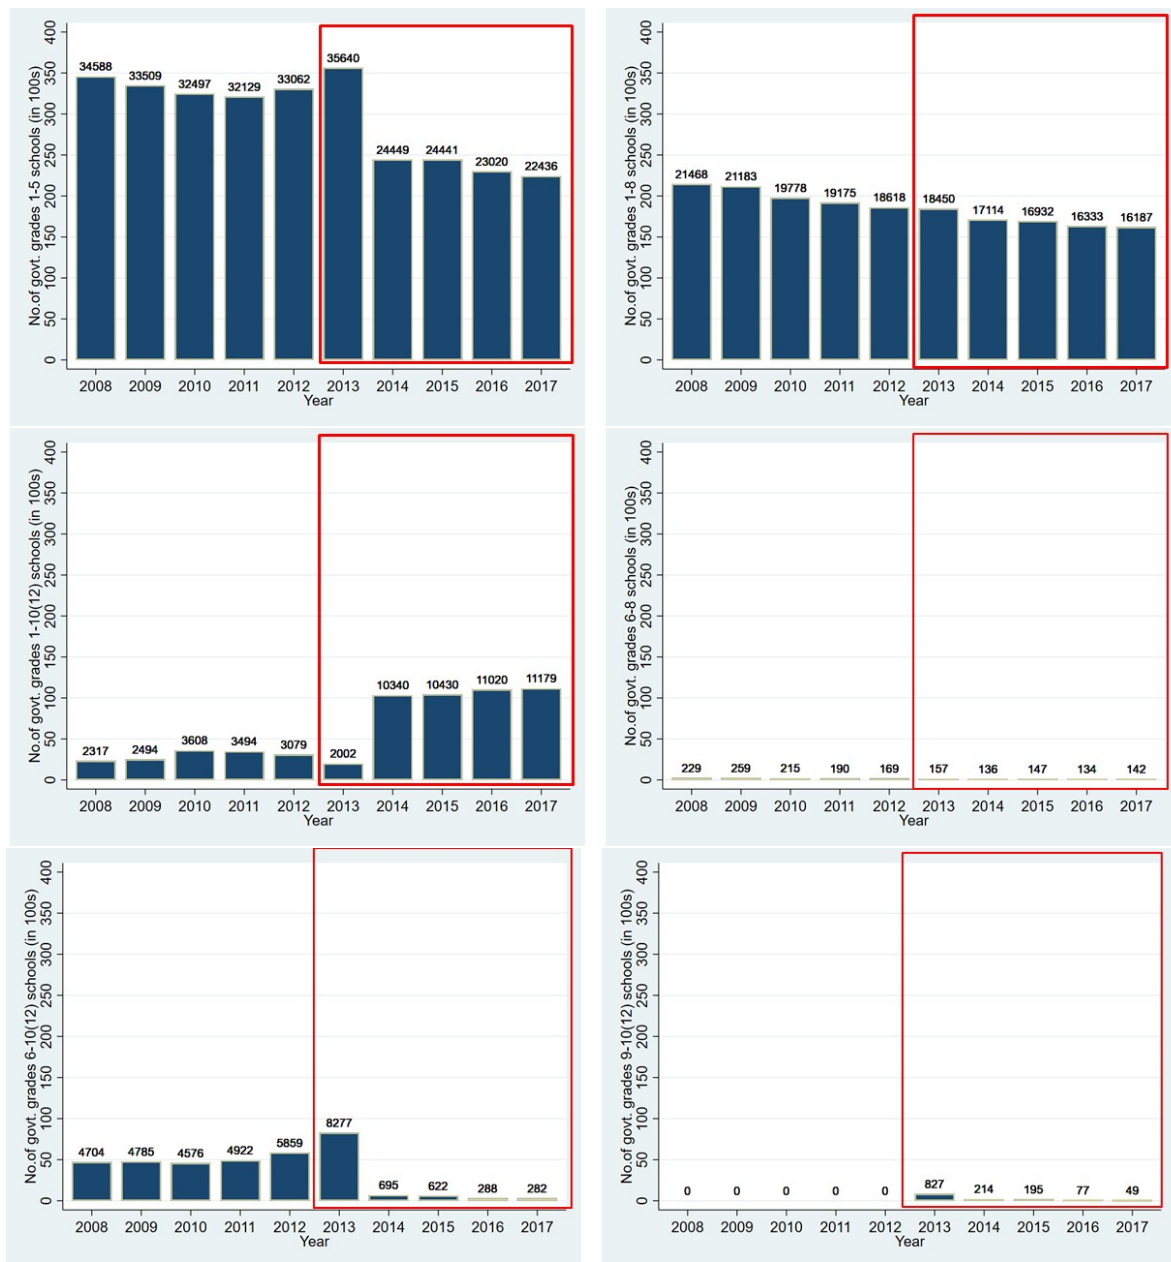 No.of govt. grades 1-5 schools (in 100s)
0 50 100 150 200 250 300 350 400
34588 33509 32497 32129 33062 35640 24449 24441 23020 22436
2008 2009 2010 2011 2012 2013 2014 2015 2016 2017
Year
No.of govt. grades 1-8 schools (in 100s)
0 50 100 150 200 250 300 350 400
21468 21183 19778 19175 18618 18450 17114 16932 16333 16187
2008 2009 2010 2011 2012 2013 2014 2015 2016 2017
Year
No.of govt. grades 1-10(12) schools (in 100s)
0 50 100 150 200 250 300 350 400
2317 2494 3608 3494 3079 2002 10340 10430 11020 11179
2008 2009 2010 2011 2012 2013 2014 2015 2016 2017
Year
No.of govt. grades 6-8 schools (in 100s)
0 50 100 150 200 250 300 350 400
229 259 215 190 169 157 136 147 134 142
2008 2009 2010 2011 2012 2013 2014 2015 2016 2017
Year
No.of govt. grades 6-10(12) schools (in 100s)
0 50 100 150 200 250 300 350 400
4704 4785 4576 4922 5859 8277 695 622 288 282
2008 2009 2010 2011 2012 2013 2014 2015 2016 2017
Year
No.of govt. grades 9-10(12) schools (in 100s)
0 50 100 150 200 250 300 350 400
0 0 0 0 0 827 214 195 77 49
2008 2009 2010 2011 2012 2013 2014 2015 2016 2017
Year